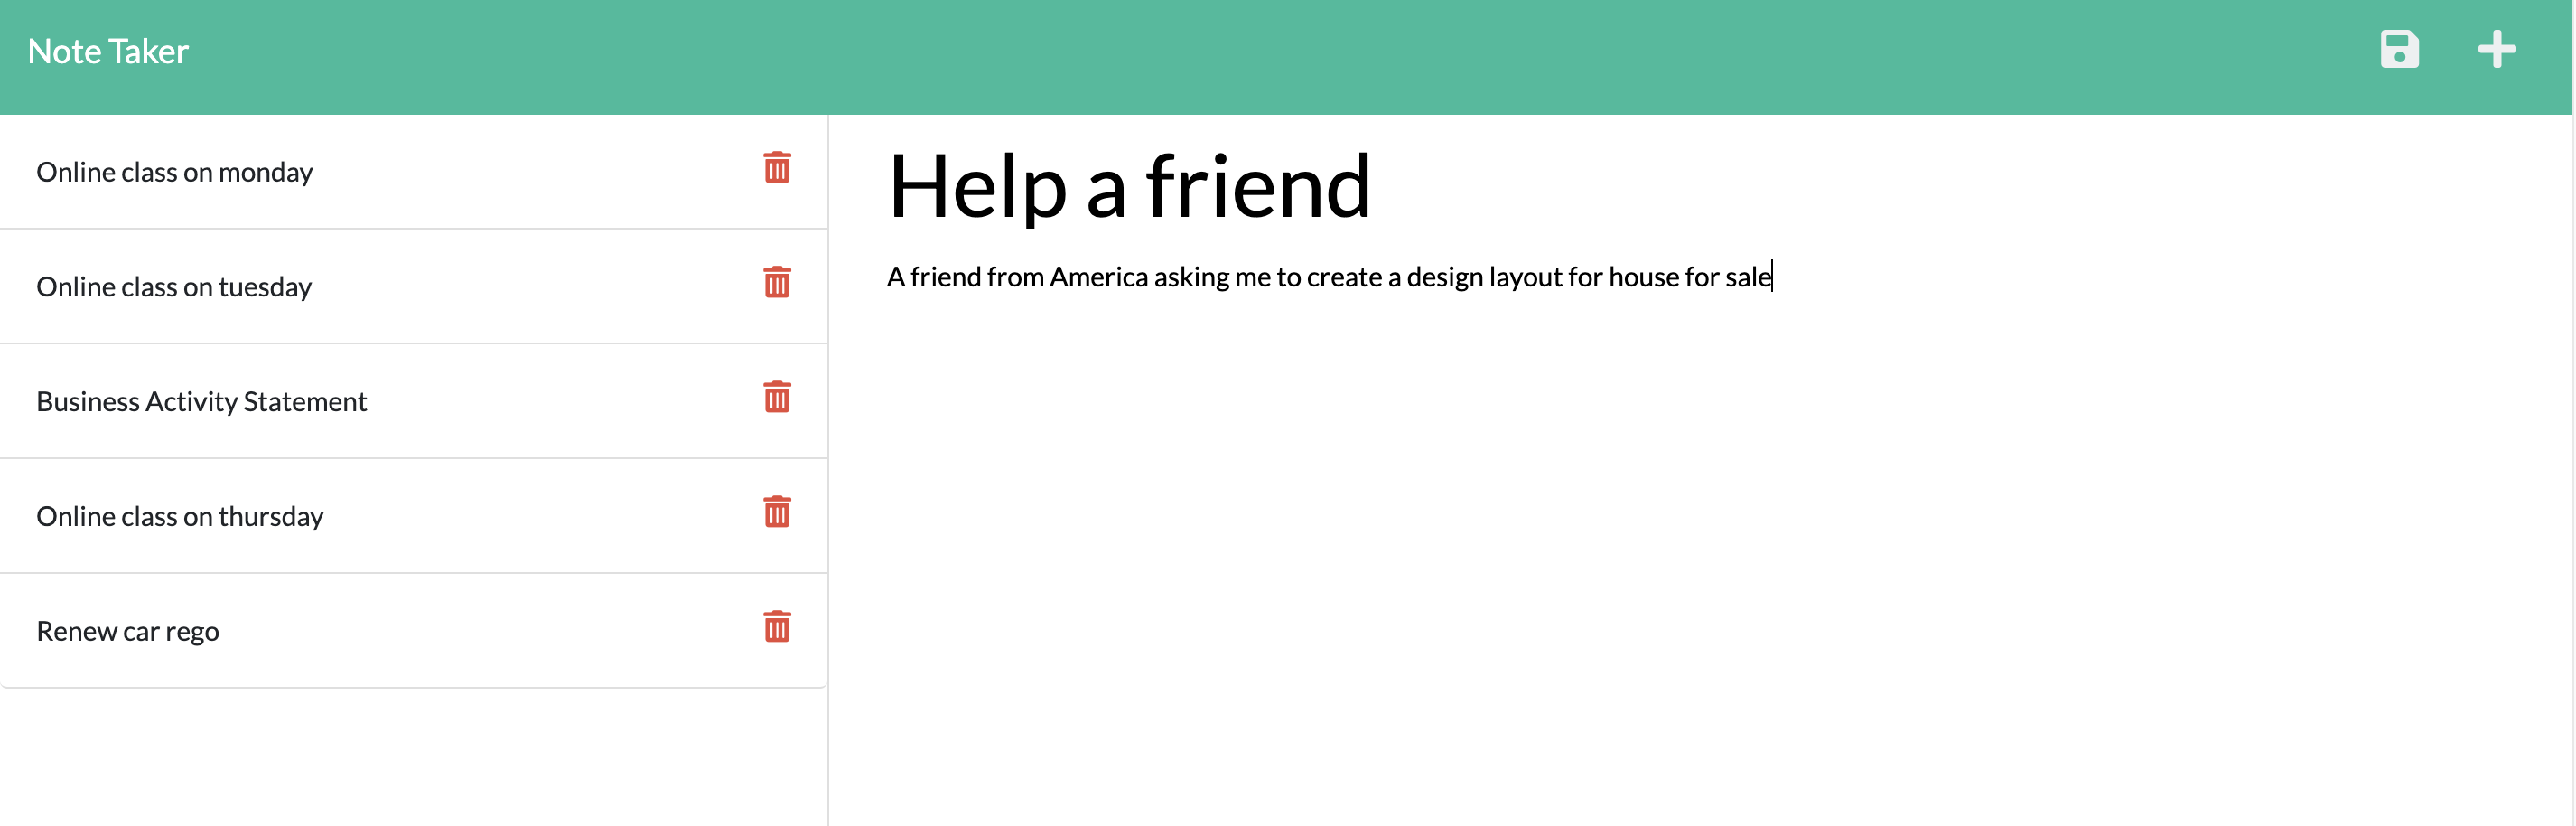 Note Taker
Online class on monday
Online class on tuesday
Business Activity Statement
Online class on thursday
Renew car rego
Help a friend
A friend from America asking me to create a design layout for house for sale